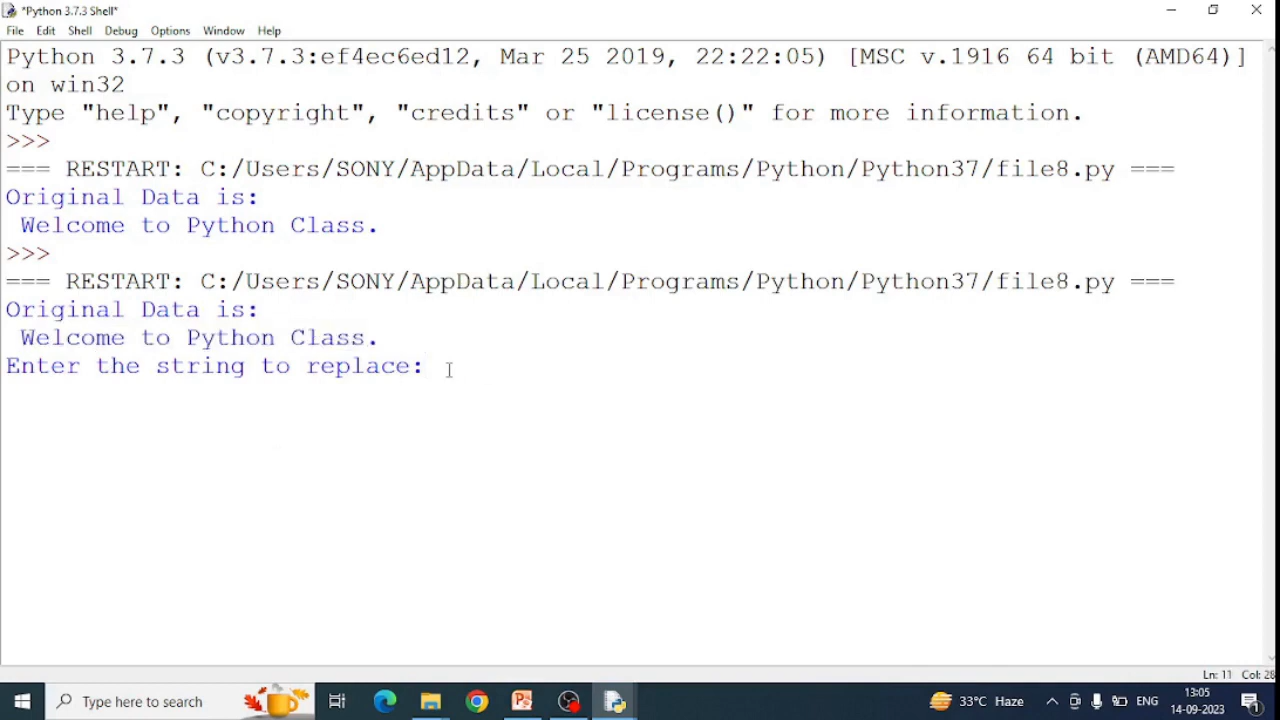 *Python 3.7.3 Shell*
File Edit Shell Debug Options Window Help
Python 3.7.3 (v3.7.3:ef4ec6ed12, Mar 25 2019, 22:22:05) [MSC v.1916 64 bit (AMD64)]
on win32
Type "help", "copyright", "credits" or "license()" for more information.
>>>
=== RESTART: C:/Users/SONY/AppData/Local/Programs/Python/Python37/file8.py ===
Original Data is:
 Welcome to Python Class.
>>>
=== RESTART: C:/Users/SONY/AppData/Local/Programs/Python/Python37/file8.py ===
Original Data is:
 Welcome to Python Class.
Enter the string to replace:
Ln: 11 Col: 28
Type here to search
33°C Haze
ENG
13:05
14-09-2023
1